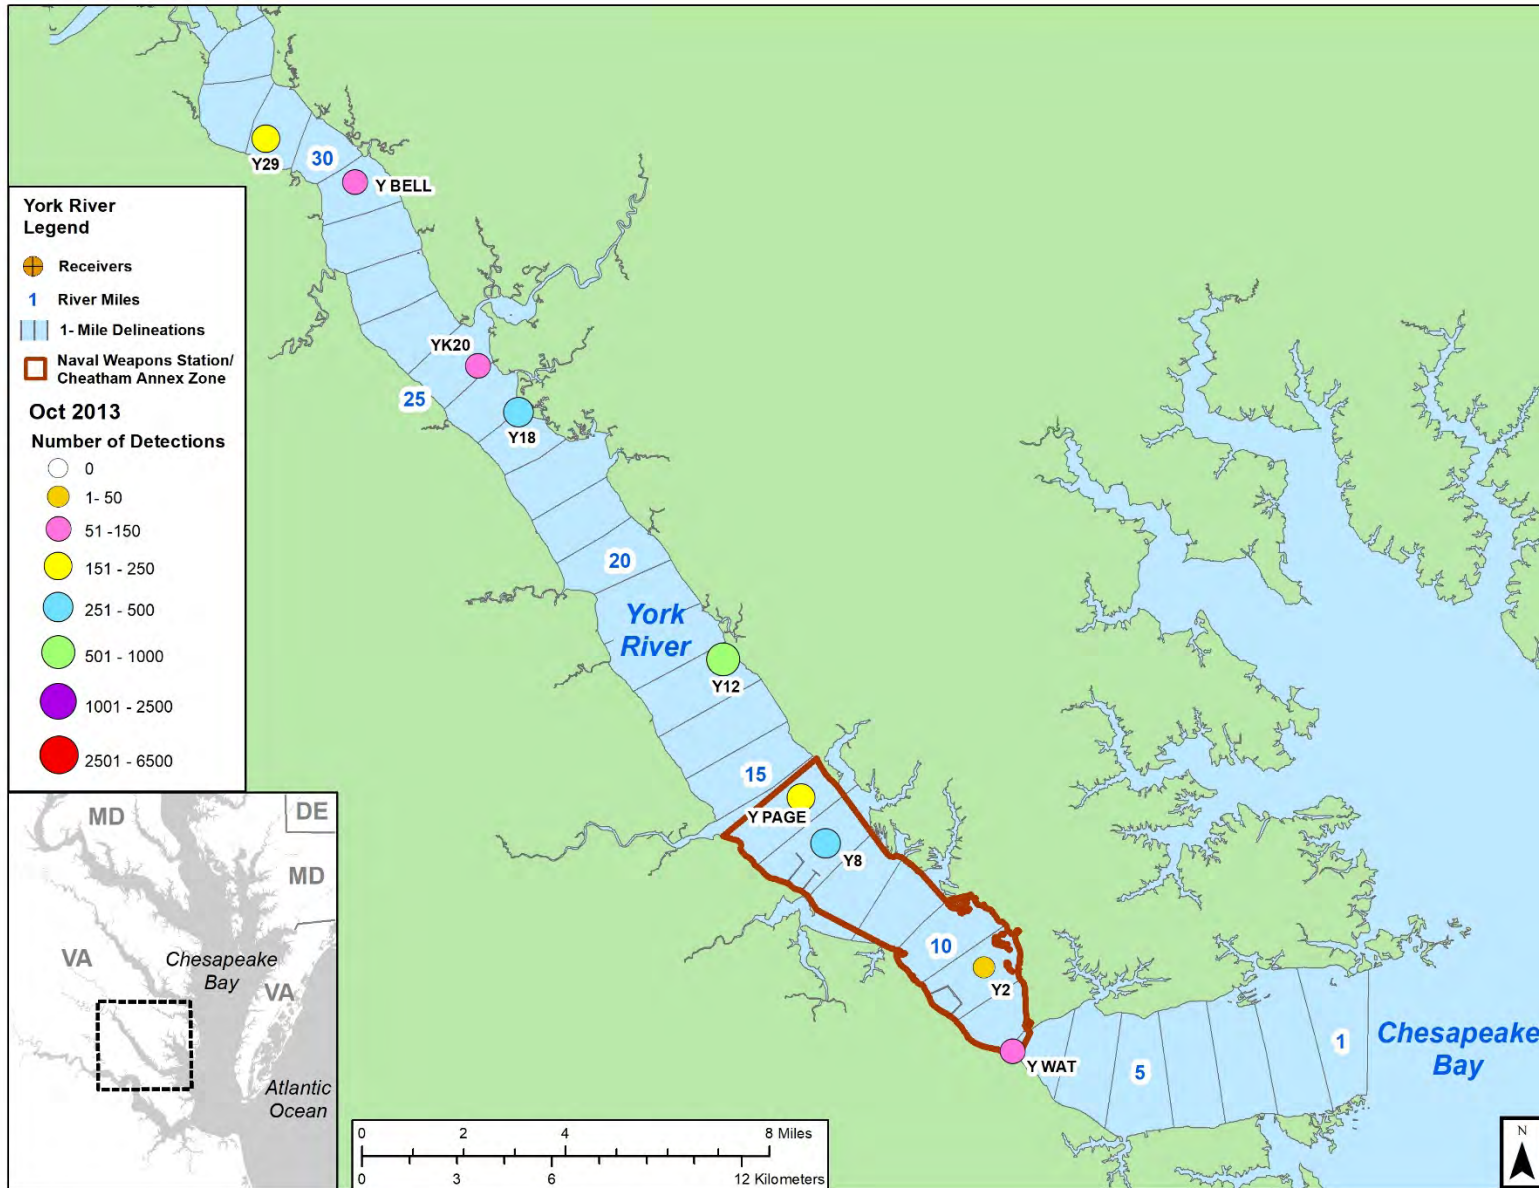 30
Y29
Y BELL
York River
Legend
Receivers
1 River Miles
1- Mile Delineations
Naval Weapons Station/
Cheatham Annex Zone
Oct 2013
Number of Detections
0
1- 50
51 -150
151 - 250
251 - 500
501 - 1000
1001 - 2500
2501 - 6500
YK20
25
Y18
20
York
River
Y12
15
Y PAGE
Y8
10
Y2
Y WAT
5
1
Chesapeake
Bay
MD
DE
MD
VA
Chesapeake
Bay
VA
Atlantic
Ocean
0 2 4 8 Miles
0 3 6 12 Kilometers
N